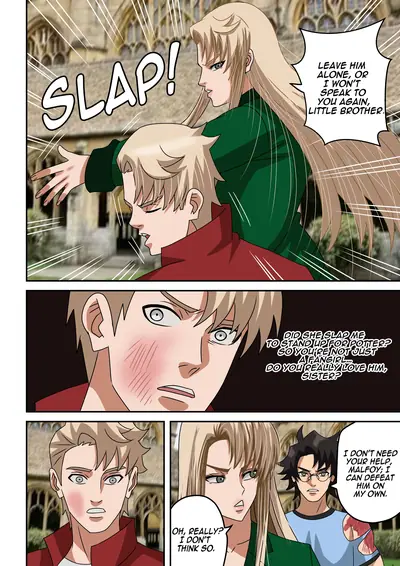 LEAVE HIM
ALONE, OR
I WON'T
SPEAK TO
YOU AGAIN,
LITTLE BROTHER.
SLAP!
DID SHE SLAP ME
TO STAND UP FOR POTTER?
SO YOU'RE NOT JUST
A FANGIRL...
DO YOU REALLY LOVE HIM,
SISTER?
OH, REALLY?
I DON'T
THINK SO.
I DON'T NEED
YOUR HELP,
MALFOY; I
CAN DEFEAT
HIM ON
MY OWN.